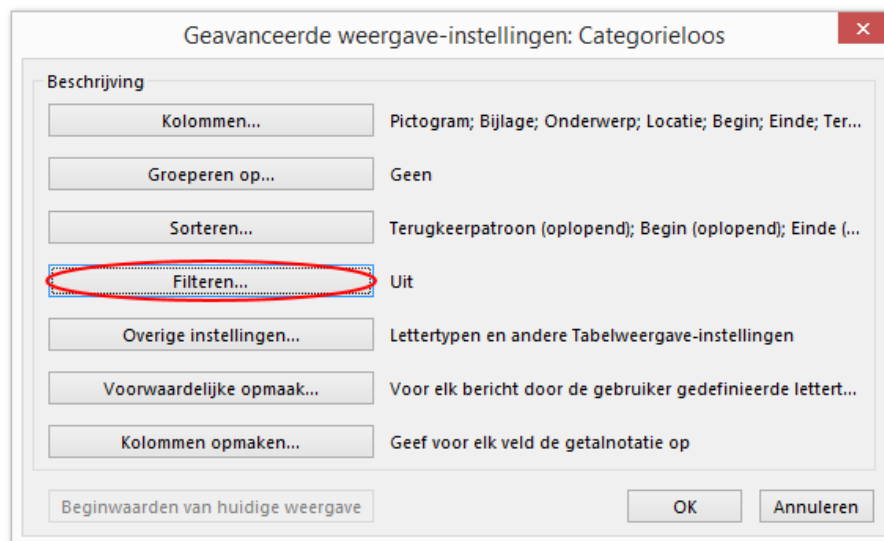 Geavanceerde weergave-instellingen: Categorieloos
Beschrijving
Kolommen... Pictogram; Bijlage; Onderwerp; Locatie; Begin; Einde; Ter...
Groeperen op... Geen
Sorteren... Terugkeerpatroon (oplopend); Begin (oplopend); Einde (...
Filteren... Uit
Overige instellingen... Lettertypen en andere Tabelweergave-instellingen
Voorwaardelijke opmaak... Voor elk bericht door de gebruiker gedefinieerde lettert...
Kolommen opmaken... Geef voor elk veld de getalnotatie op
Beginwaarden van huidige weergave OK Annuleren